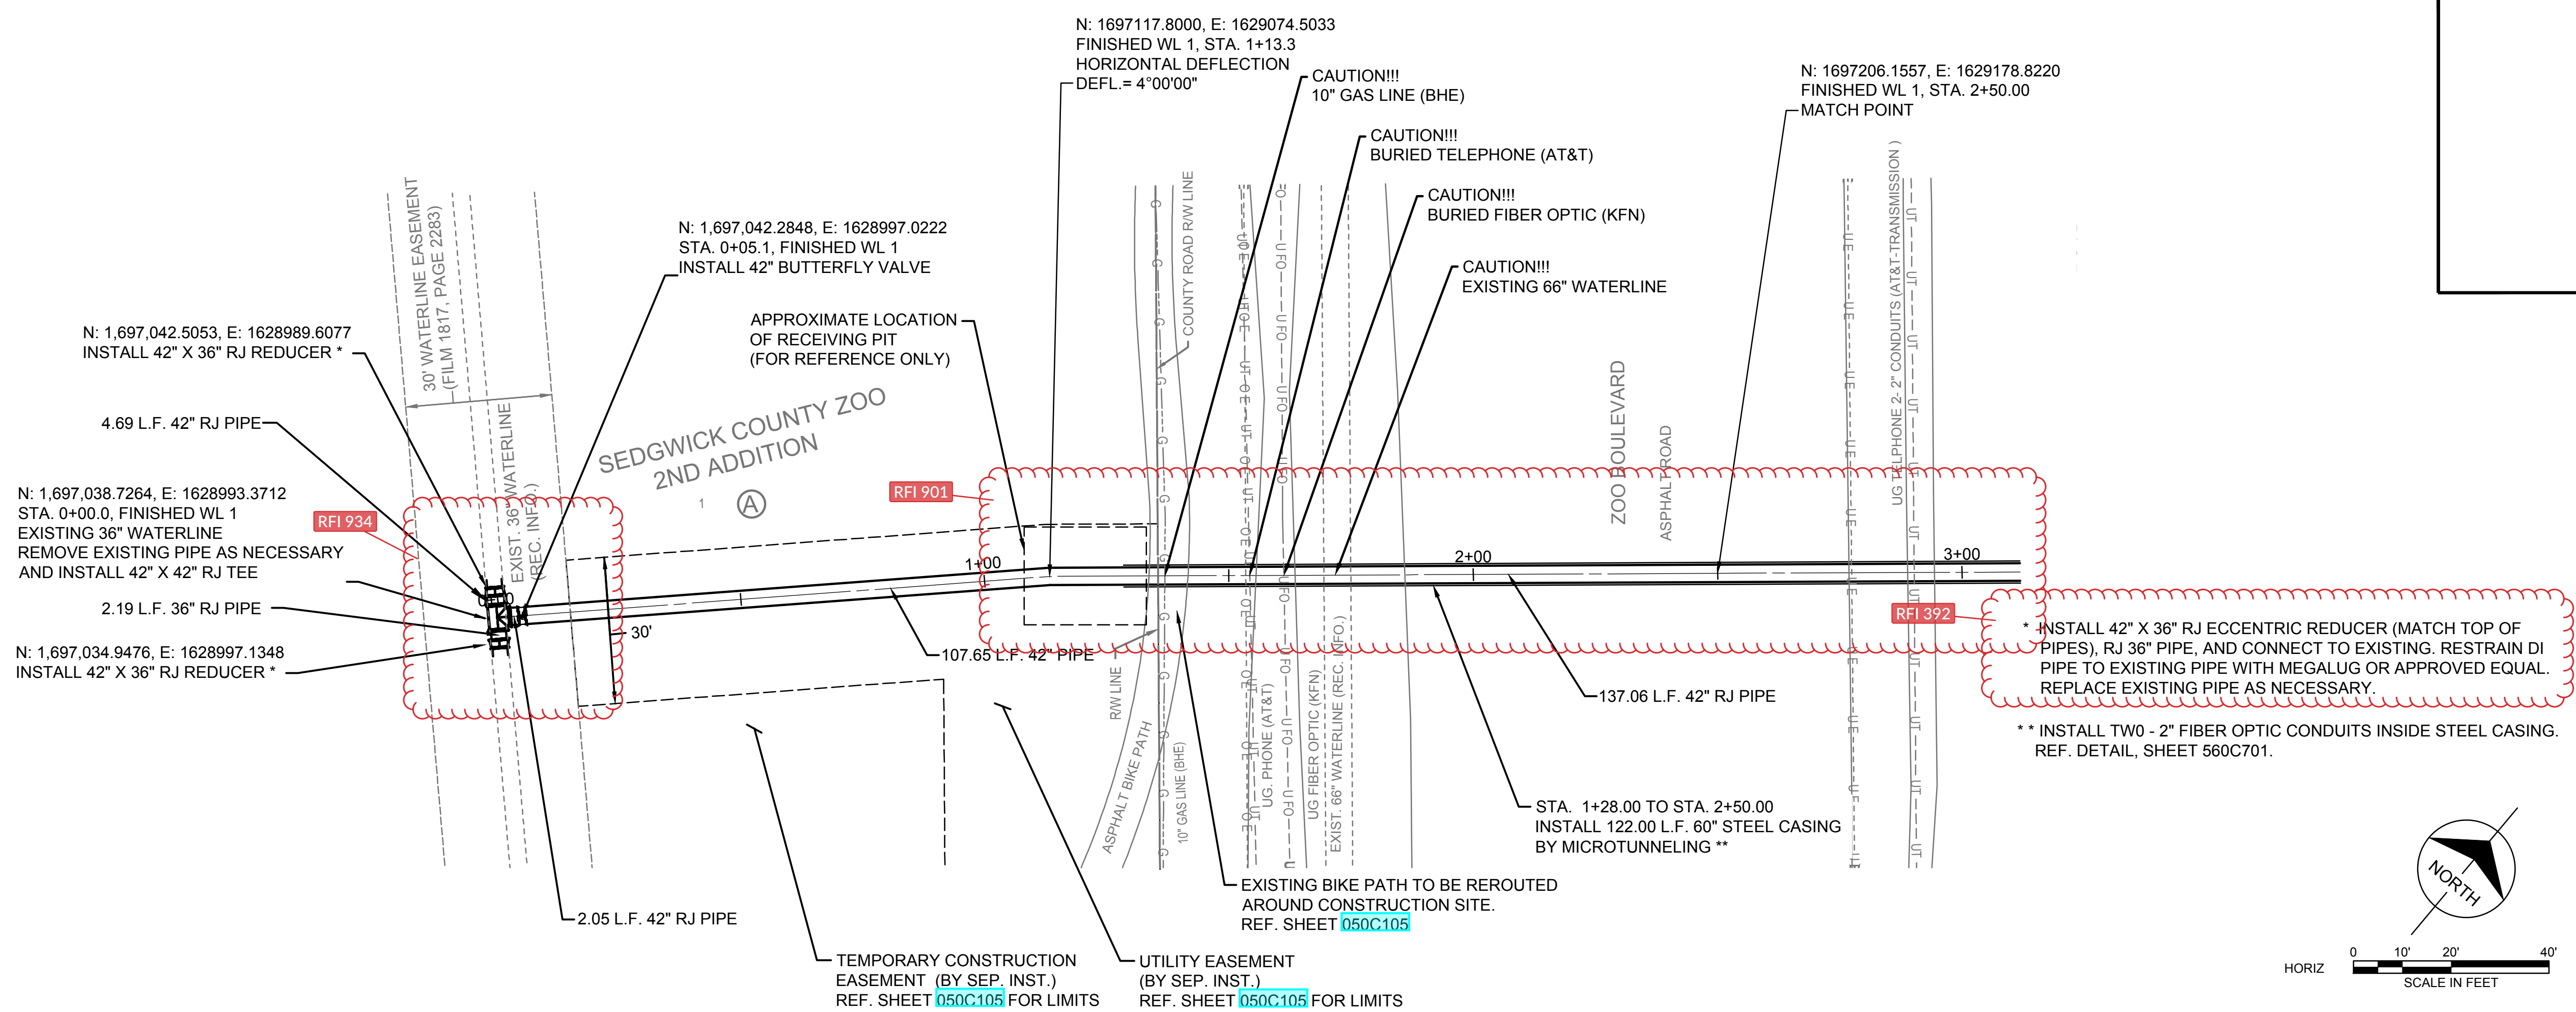 N: 1697117.8000, E: 1629074.5033
FINISHED WL 1, STA. 1+13.3
HORIZONTAL DEFLECTION
DEFL.= 4°00'00"
CAUTION!!!
10" GAS LINE (BHE)
N: 1697206.1557, E: 1629178.8220
FINISHED WL 1, STA. 2+50.00
MATCH POINT
CAUTION!!!
BURIED TELEPHONE (AT&T)
CAUTION!!!
BURIED FIBER OPTIC (KFN)
CAUTION!!!
EXISTING 66" WATERLINE
30' WATERLINE EASEMENT
(FILM 1817, PAGE 2283)
N: 1,697,042.2848, E: 1628997.0222
STA. 0+05.1, FINISHED WL 1
INSTALL 42" BUTTERFLY VALVE
COUNTY ROAD R/W LINE
UG TELPHONE 2- 2" CONDUITS (AT&T-TRANSMISSION )
APPROXIMATE LOCATION
OF RECEIVING PIT
(FOR REFERENCE ONLY)
N: 1,697,042.5053, E: 1628989.6077
INSTALL 42" X 36" RJ REDUCER *
4.69 L.F. 42" RJ PIPE
SEDGWICK COUNTY ZOO
2ND ADDITION
1
A
EXIST. 36" WATERLINE
(REC. INFO.)
ZOO BOULEVARD
ASPHALT ROAD
RFI 901
RFI 934
N: 1,697,038.7264, E: 1628993.3712
STA. 0+00.0, FINISHED WL 1
EXISTING 36" WATERLINE
REMOVE EXISTING PIPE AS NECESSARY
AND INSTALL 42" X 42" RJ TEE
2.19 L.F. 36" RJ PIPE
N: 1,697,034.9476, E: 1628997.1348
INSTALL 42" X 36" RJ REDUCER *
1+00
2+00
3+00
30'
107.65 L.F. 42" PIPE
137.06 L.F. 42" RJ PIPE
RFI 392
* INSTALL 42" X 36" RJ ECCENTRIC REDUCER (MATCH TOP OF
PIPES), RJ 36" PIPE, AND CONNECT TO EXISTING. RESTRAIN DI
PIPE TO EXISTING PIPE WITH MEGALUG OR APPROVED EQUAL.
REPLACE EXISTING PIPE AS NECESSARY.
* * INSTALL TW0 - 2" FIBER OPTIC CONDUITS INSIDE STEEL CASING.
REF. DETAIL, SHEET 560C701.
R/W LINE
ASPHALT BIKE PATH
10" GAS LINE (BHE)
UG. PHONE (AT&T)
UG FIBER OPTIC (KFN)
EXIST. 66" WATERLINE (REC. INFO.)
STA. 1+28.00 TO STA. 2+50.00
INSTALL 122.00 L.F. 60" STEEL CASING
BY MICROTUNNELING **
EXISTING BIKE PATH TO BE REROUTED
AROUND CONSTRUCTION SITE.
REF. SHEET 050C105
2.05 L.F. 42" RJ PIPE
TEMPORARY CONSTRUCTION
EASEMENT (BY SEP. INST.)
REF. SHEET 050C105 FOR LIMITS
UTILITY EASEMENT
(BY SEP. INST.)
REF. SHEET 050C105 FOR LIMITS
NORTH
HORIZ
0 10' 20' 40'
SCALE IN FEET